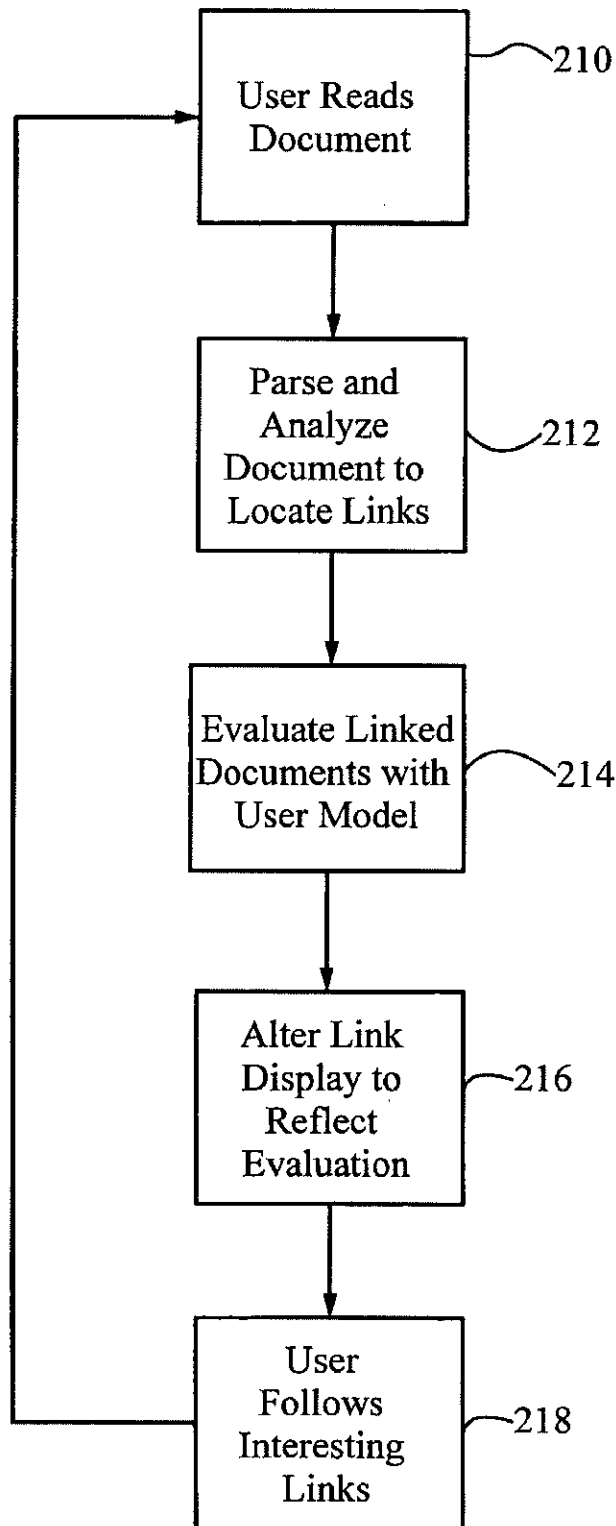 User Reads
Document
210
Parse and
Analyze
Document to
Locate Links
212
Evaluate Linked
Documents with
User Model
214
Alter Link
Display to
Reflect
Evaluation
216
User
Follows
Interesting
Links
218